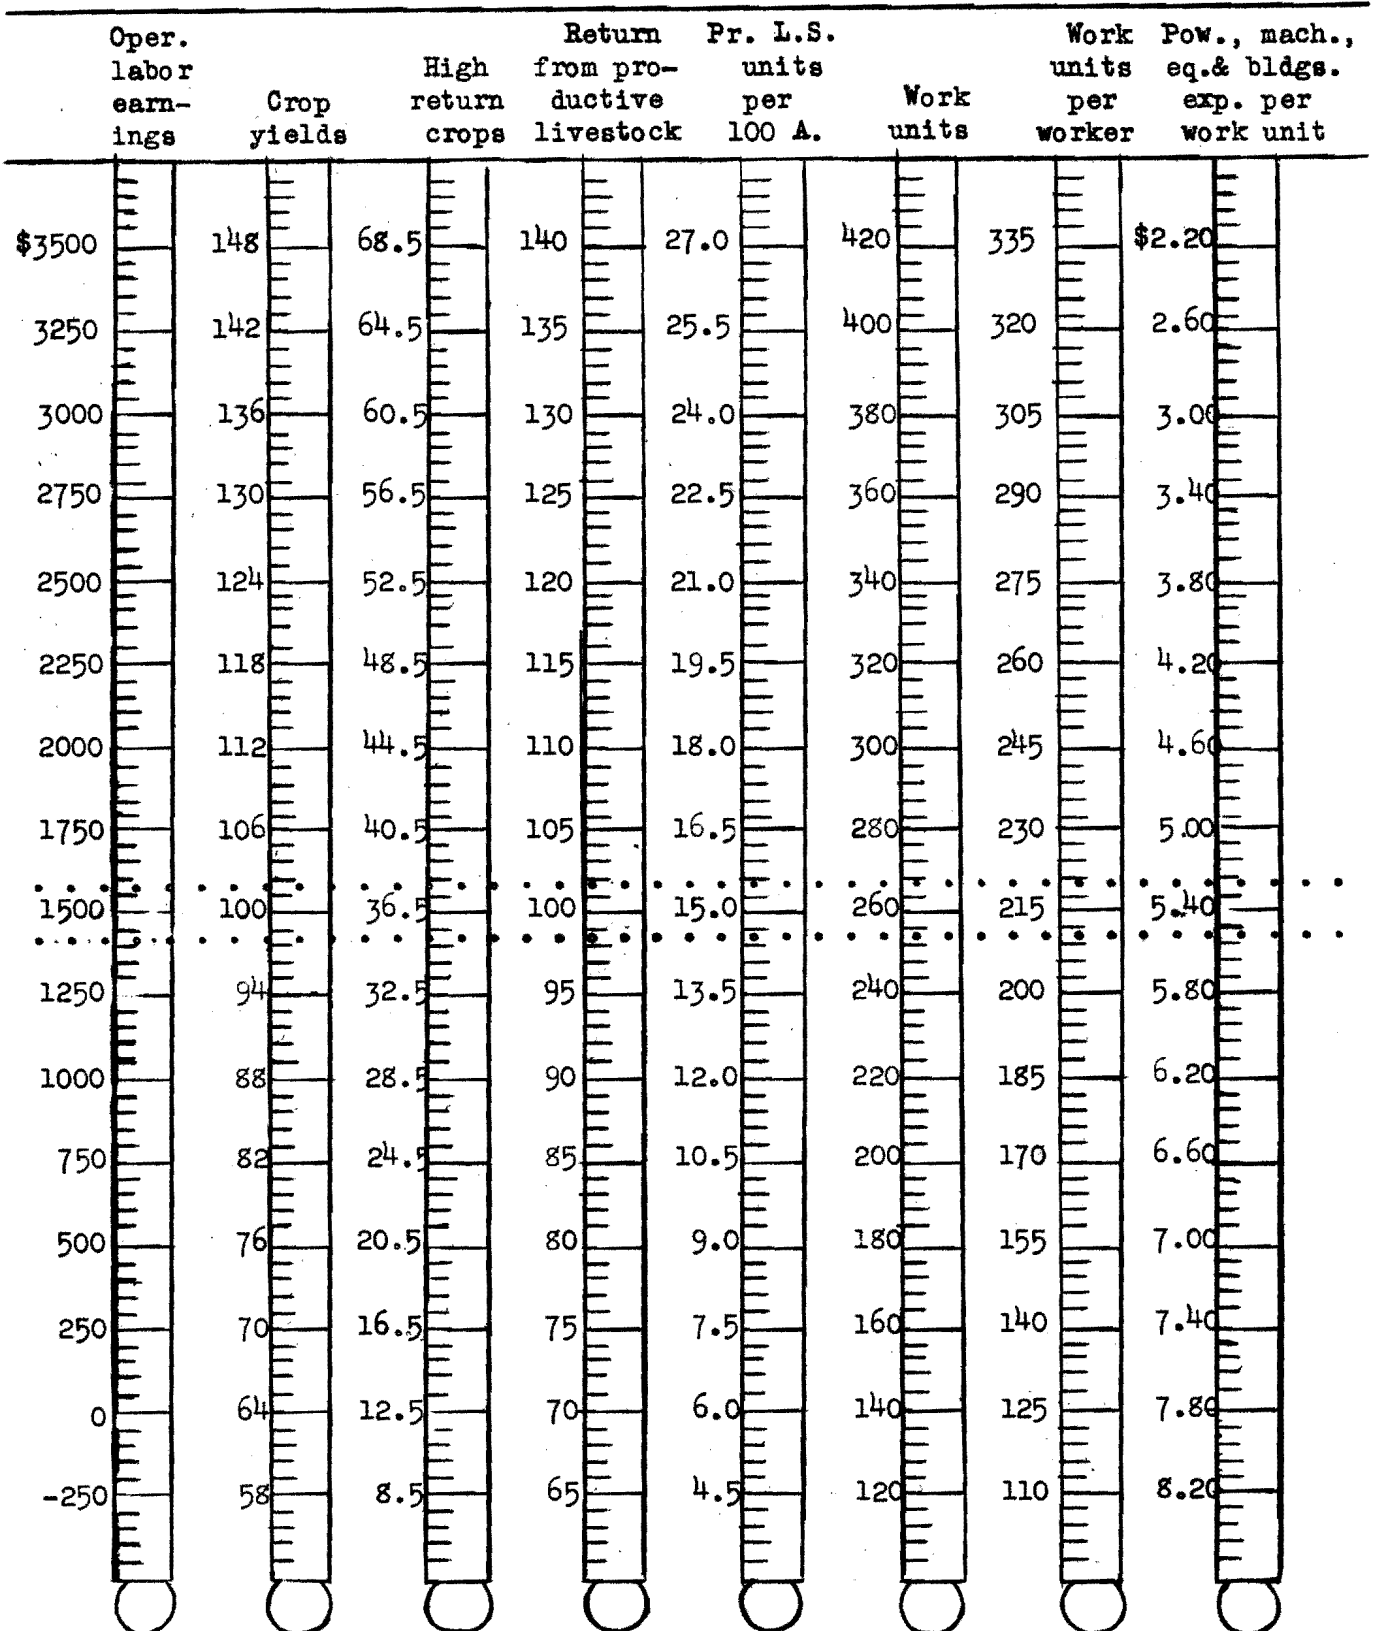 Oper. labor earn- ings
Crop yields
High return crops
Return from pro- ductive livestock
Pr. L.S. units per 100 A.
Work units
Work units per worker
Pow., mach., eq.& bldgs. exp. per work unit
$3500 148 68.5 140 27.0 420 335 $2.20
3250 142 64.5 135 25.5 400 320 2.60
3000 136 60.5 130 24.0 380 305 3.00
2750 130 56.5 125 22.5 360 290 3.40
2500 124 52.5 120 21.0 340 275 3.80
2250 118 48.5 115 19.5 320 260 4.20
2000 112 44.5 110 18.0 300 245 4.60
1750 106 40.5 105 16.5 280 230 5.00
1500 100 36.5 100 15.0 260 215 5.40
1250 94 32.5 95 13.5 240 200 5.80
1000 88 28.5 90 12.0 220 185 6.20
750 82 24.5 85 10.5 200 170 6.60
500 76 20.5 80 9.0 180 155 7.00
250 70 16.5 75 7.5 160 140 7.40
0 64 12.5 70 6.0 140 125 7.80
-250 58 8.5 65 4.5 120 110 8.20